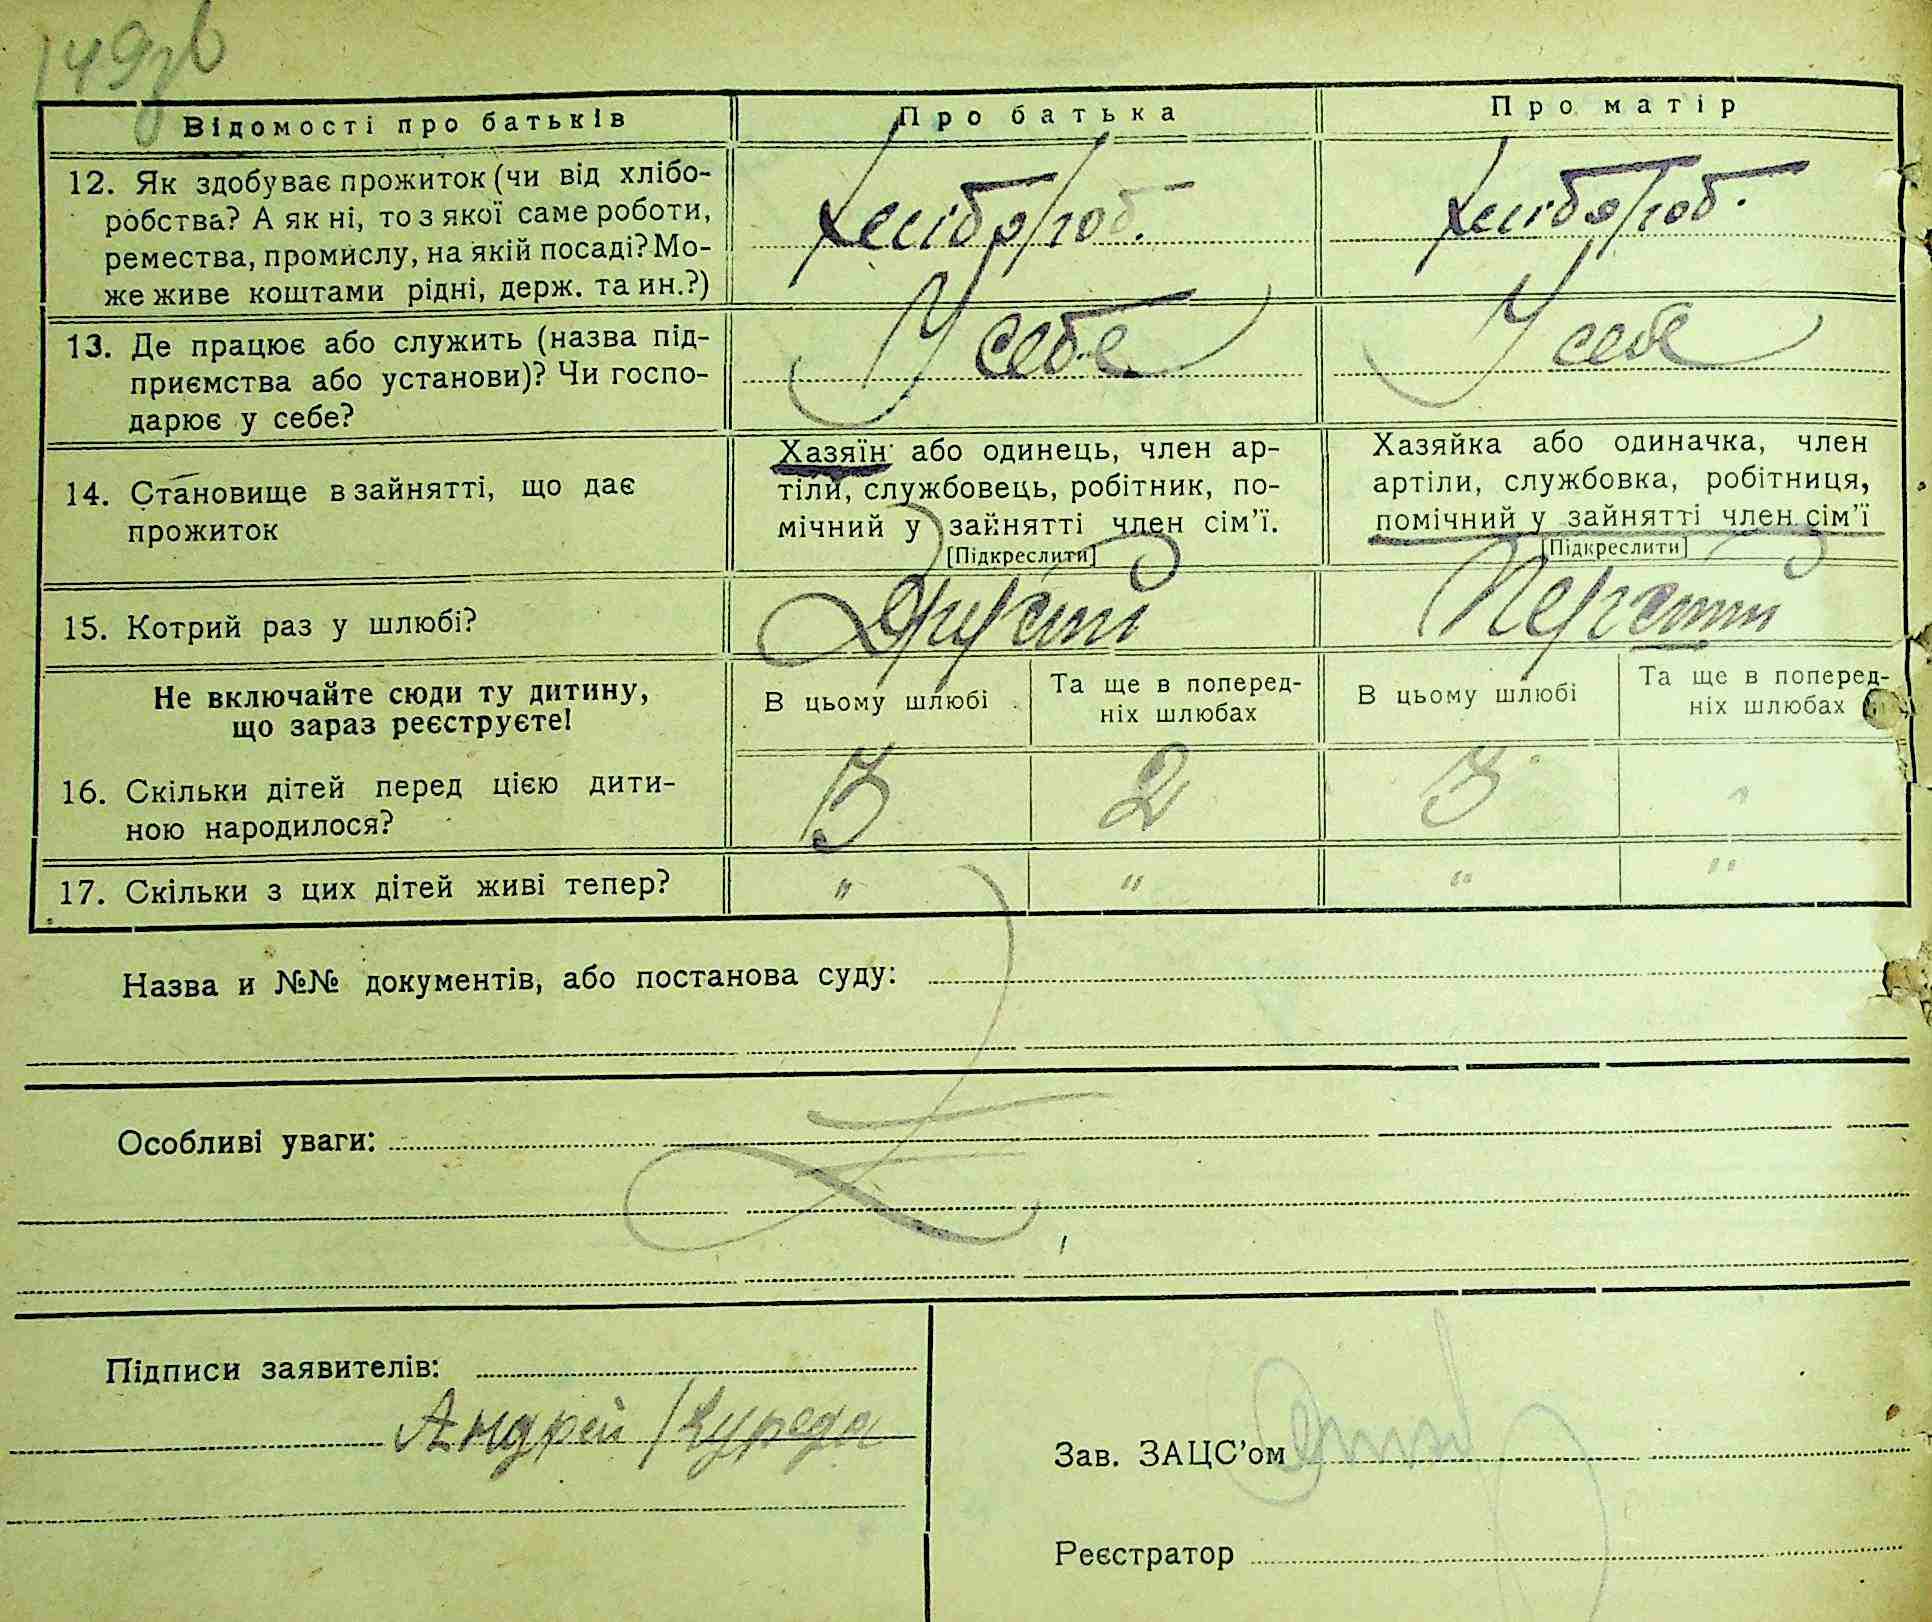 149зв
Відомості про батьків
Про батька
Про матір
12. Як здобуває прожиток (чи від хлібо-
робства? А як ні, то з якої саме роботи,
ремества, промислу, на якій посаді? Мо-
же живе коштами рідні, держ. та ин.?)
Хлібороб.
Хлібороб.
13. Де працює або служить (назва під-
приємства або установи)? Чи госпо-
дарює у себе?
У себе
У себе
14. Становище в зайнятті, що дає
прожиток
Хазяїн або одинець, член ар-
тіли, службовець, робітник, по-
мічний у зайнятті член сім’ї.
[Підкреслити]
Хазяйка або одиначка, член
артіли, службовка, робітниця,
помічний у зайнятті член сім’ї
[Підкреслити]
15. Котрий раз у шлюбі?
Другий
Не включайте сюди ту дитину,
що зараз реєструєте!
В цьому шлюбі
Та ще в поперед-
ніх шлюбах
В цьому шлюбі
Та ще в поперед-
ніх шлюбах
16. Скільки дітей перед цією дити-
ною народилося?
3
2
3
"
17. Скільки з цих дітей живі тепер?
"
"
"
"
Назва и №№ документів, або постанова суду:
Особливі уваги:
Підписи заявителів:
Андрей Курода
Зав. ЗАЦС’ом
Реєстратор